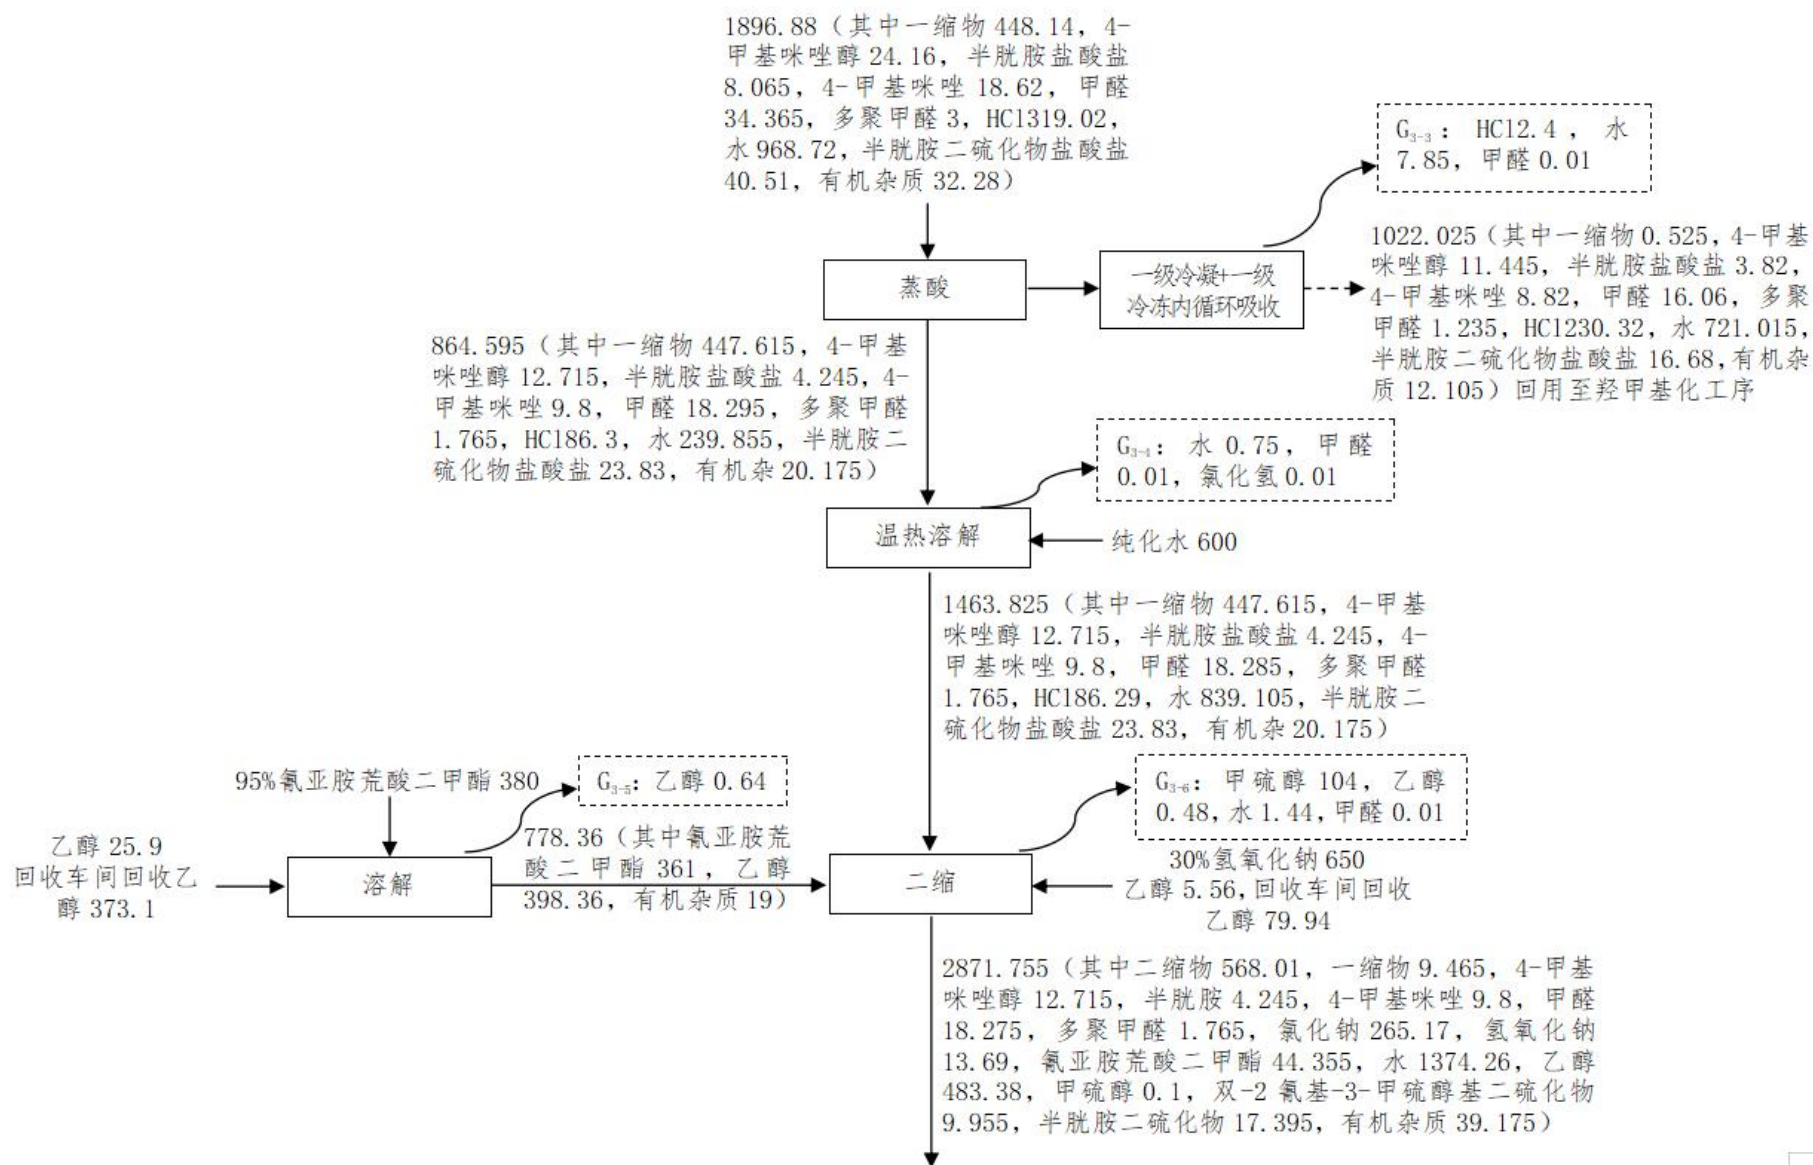 1896.88（其中一缩物 448.14，4-
甲基咪唑醇 24.16，半胱胺盐酸盐
8.065，4-甲基咪唑 18.62，甲醛
34.365，多聚甲醛 3，HCl319.02，
水 968.72，半胱胺二硫化物盐酸盐
40.51，有机杂质 32.28）
G₃₋₃：HCl2.4，水
7.85，甲醛 0.01
蒸酸
一级冷凝+一级
冷冻内循环吸收
1022.025（其中一缩物 0.525，4-甲基
咪唑醇 11.445，半胱胺盐酸盐 3.82，
4-甲基咪唑 8.82，甲醛 16.06，多聚
甲醛 1.235，HCl230.32，水 721.015，
半胱胺二硫化物盐酸盐 16.68，有机杂
质 12.105）回用至羟甲基化工序
864.595（其中一缩物 447.615，4-甲基
咪唑醇 12.715，半胱胺盐酸盐 4.245，4-
甲基咪唑 9.8，甲醛 18.295，多聚甲醛
1.765，HCl86.3，水 239.855，半胱胺二
硫化物盐酸盐 23.83，有机杂 20.175）
G₃₋₄：水 0.75，甲醛
0.01，氯化氢 0.01
温热溶解
纯化水 600
1463.825（其中一缩物 447.615，4-甲基
咪唑醇 12.715，半胱胺盐酸盐 4.245，4-
甲基咪唑 9.8，甲醛 18.285，多聚甲醛
1.765，HCl86.29，水 839.105，半胱胺二
硫化物盐酸盐 23.83，有机杂 20.175）
95%氰亚胺荒酸二甲酯 380
G₃₋₅：乙醇 0.64
G₃₋₆：甲硫醇 104，乙醇
0.48，水 1.44，甲醛 0.01
乙醇 25.9
回收车间回收乙
醇 373.1
溶解
778.36（其中氰亚胺荒
酸二甲酯 361，乙醇
398.36，有机杂质 19）
二缩
30%氢氧化钠 650
乙醇 5.56，回收车间回收
乙醇 79.94
2871.755（其中二缩物 568.01，一缩物 9.465，4-甲基
咪唑醇 12.715，半胱胺 4.245，4-甲基咪唑 9.8，甲醛
18.275，多聚甲醛 1.765，氯化钠 265.17，氢氧化钠
13.69，氰亚胺荒酸二甲酯 44.355，水 1374.26，乙醇
483.38，甲硫醇 0.1，双-2 氰基-3-甲硫醇基二硫化物
9.955，半胱胺二硫化物 17.395，有机杂质 39.175）